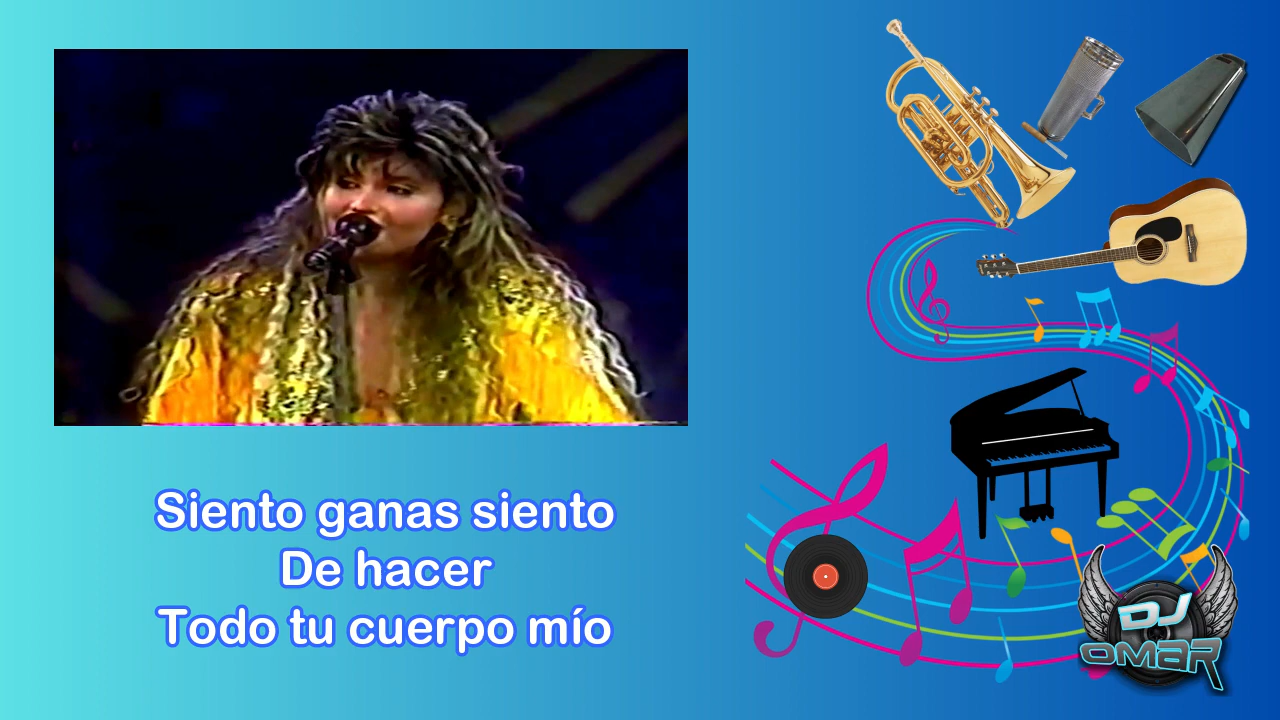 Siento ganas siento
De hacer
Todo tu cuerpo mío
DJ
OMAR